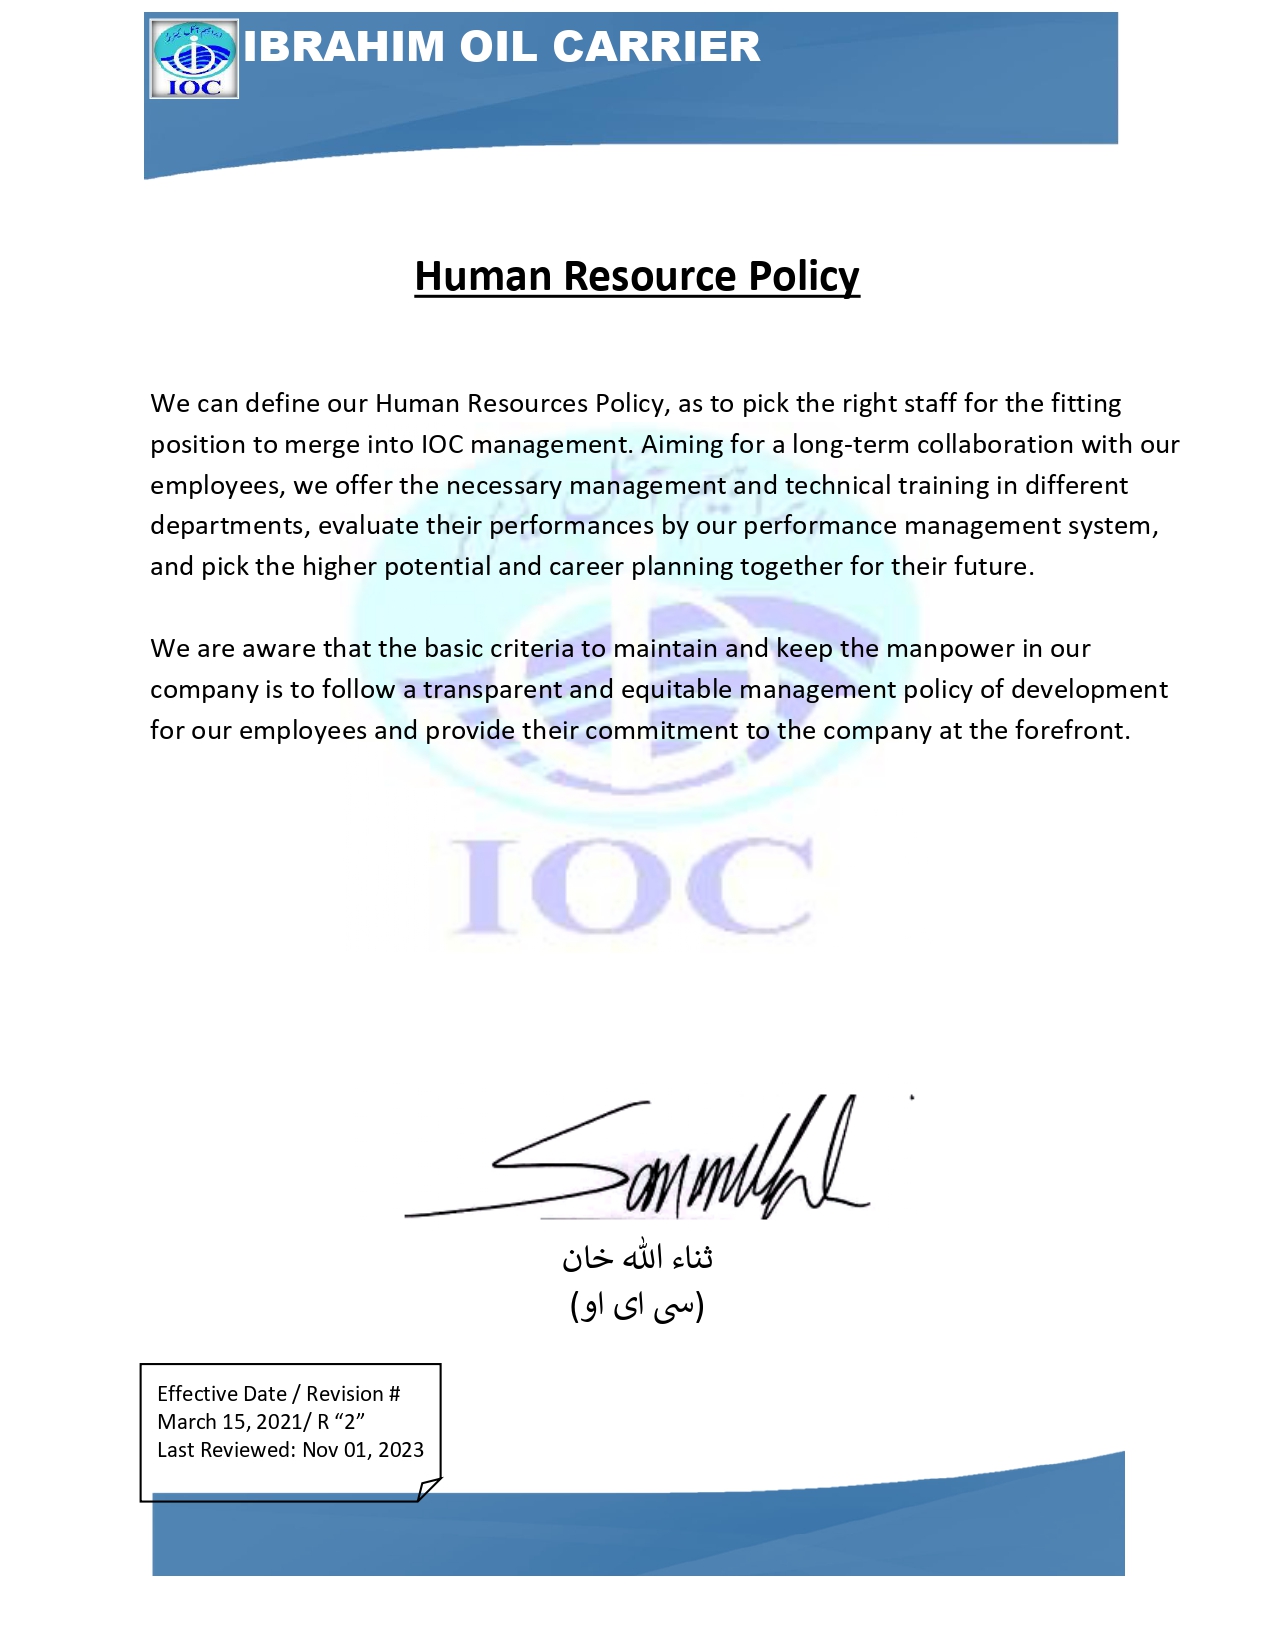 IBRAHIM OIL CARRIER
IOC
Human Resource Policy
We can define our Human Resources Policy, as to pick the right staff for the fitting
position to merge into IOC management. Aiming for a long-term collaboration with our
employees, we offer the necessary management and technical training in different
departments, evaluate their performances by our performance management system,
and pick the higher potential and career planning together for their future.
We are aware that the basic criteria to maintain and keep the manpower in our
company is to follow a transparent and equitable management policy of development
for our employees and provide their commitment to the company at the forefront.
IOC
ثناء الله خان
(سی ای او)
Effective Date / Revision #
March 15, 2021/ R “2”
Last Reviewed: Nov 01, 2023